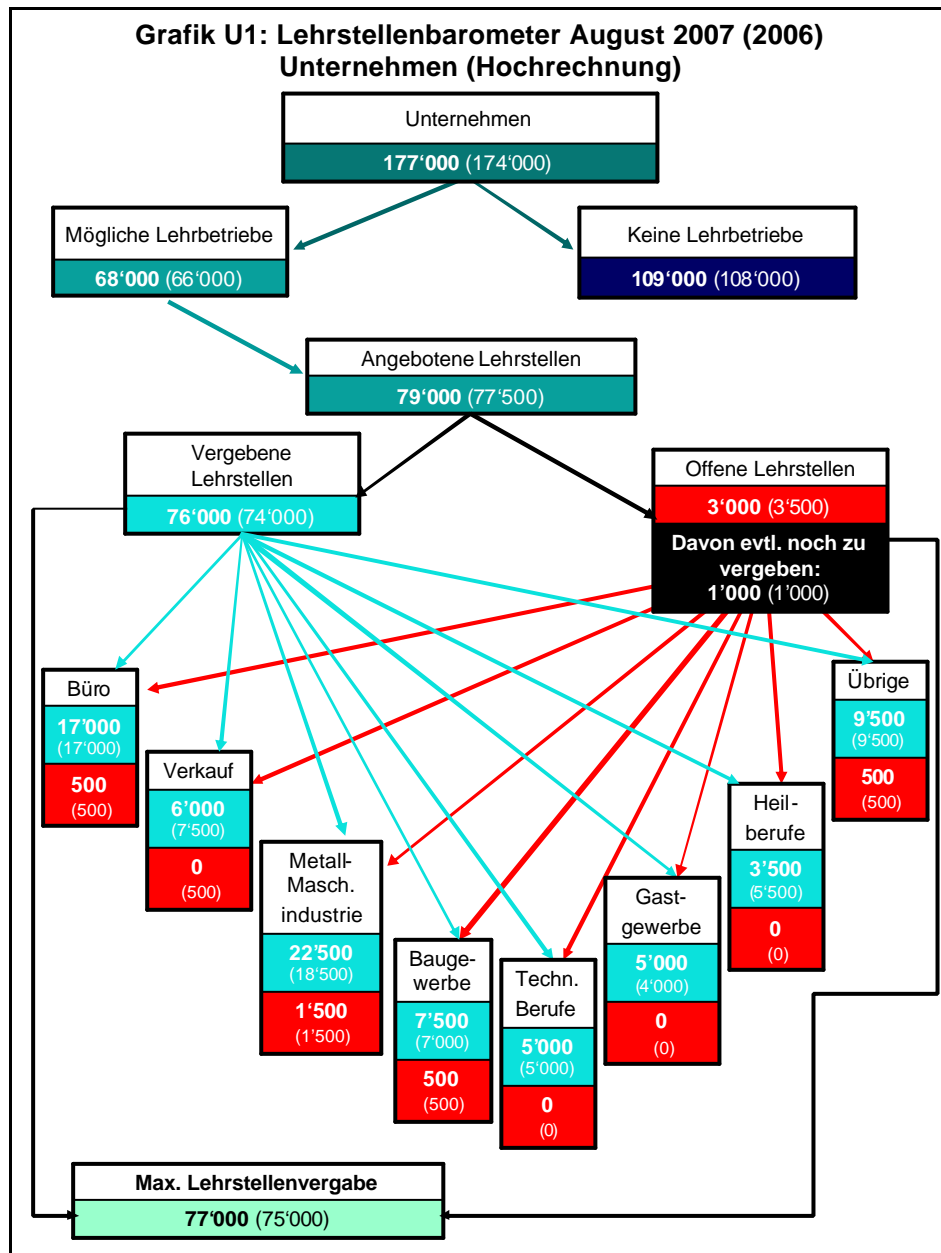 Grafik U1: Lehrstellenbarometer August 2007 (2006)
Unternehmen (Hochrechnung)
Unternehmen
177‘000 (174‘000)
Mögliche Lehrbetriebe
68‘000 (66‘000)
Keine Lehrbetriebe
109‘000 (108‘000)
Angebotene Lehrstellen
79‘000 (77‘500)
Vergebene
Lehrstellen
76‘000 (74‘000)
Offene Lehrstellen
3‘000 (3‘500)
Davon evtl. noch zu
vergeben:
1’000 (1’000)
Büro
17’000
(17‘000)
500
(500)
Verkauf
6’000
(7‘500)
0
(500)
Metall-
Masch.
industrie
22’500
(18‘500)
1‘500
(1‘500)
Bauge-
werbe
7’500
(7‘000)
500
(500)
Techn.
Berufe
5’000
(5‘000)
0
(0)
Gast-
gewerbe
5’000
(4‘000)
0
(0)
Heil-
berufe
3’500
(5‘500)
0
(0)
Übrige
9’500
(9‘500)
500
(500)
Max. Lehrstellenvergabe
77‘000 (75‘000)